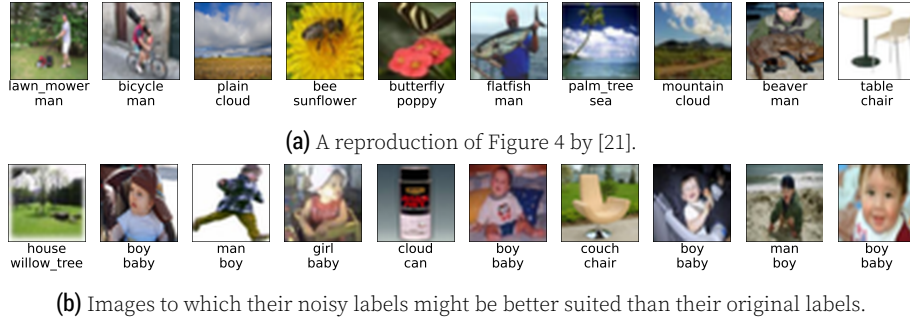 lawn_mower bicycle plain bee butterfly flatfish palm_tree mountain beaver table
man man cloud sunflower poppy man sea cloud man chair
(a) A reproduction of Figure 4 by [21].
house boy man girl cloud boy couch boy man boy
willow_tree baby boy baby can baby chair baby boy baby
(b) Images to which their noisy labels might be better suited than their original labels.